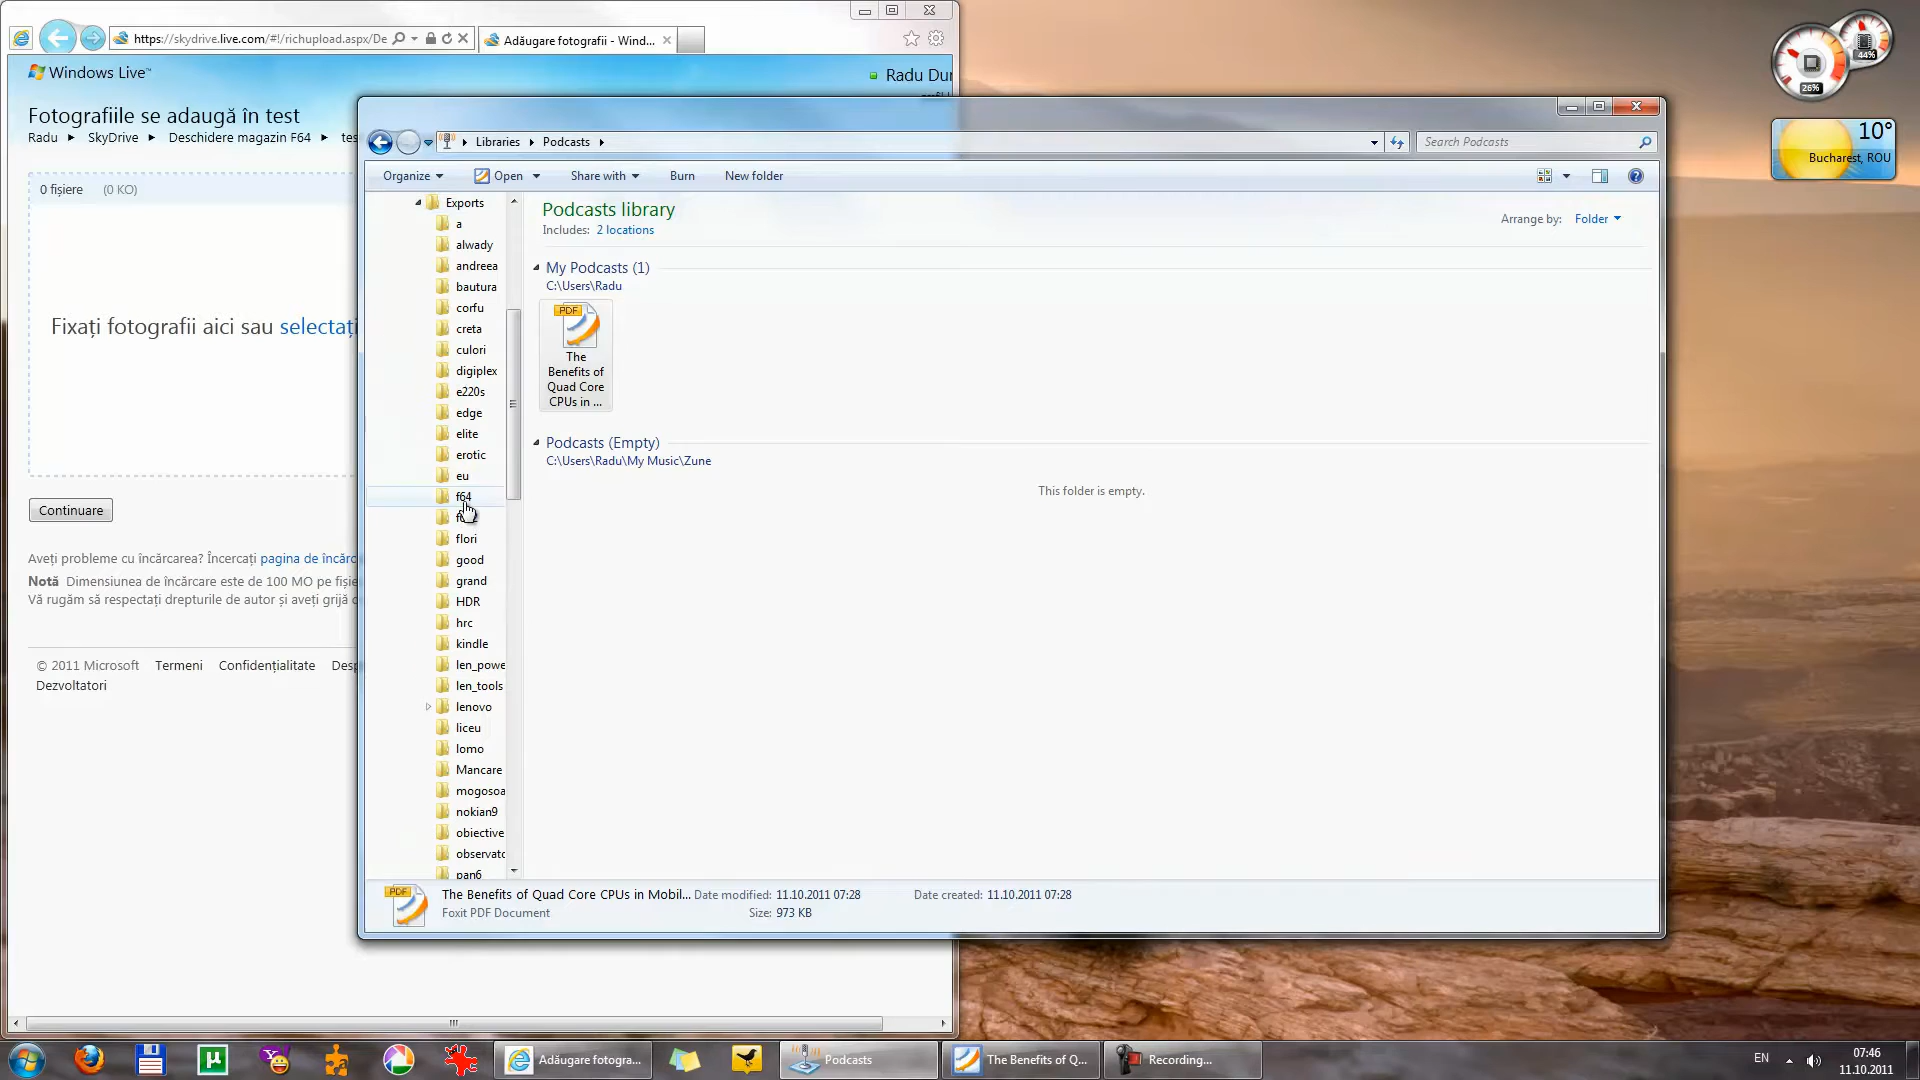 https://skydrive.live.com/#!/richupload.aspx/De
Adăugare fotografii - Wind...
Windows Live™
Radu Dur
Fotografiile se adaugă în test
Radu ▸ SkyDrive ▸ Deschidere magazin F64 ▸ tes
0 fișiere (0 KO)
Fixați fotografii aici sau selectați
Continuare
Aveți probleme cu încărcarea? Încercați pagina de încărc
Notă Dimensiunea de încărcare este de 100 MO pe fișie
Vă rugăm să respectați drepturile de autor și aveți grijă c
© 2011 Microsoft Termeni Confidențialitate Desp
Dezvoltatori
Libraries ▸ Podcasts ▸
Search Podcasts
Organize Open Share with Burn New folder
Exports
a
alwady
andreea
bautura
corfu
creta
culori
digiplex
e220s
edge
elite
erotic
eu
f64
flori
good
grand
HDR
hrc
kindle
len_powe
len_tools
lenovo
liceu
lomo
Mancare
mogosoa
nokian9
obiective
observato
pan6
Podcasts library
Includes: 2 locations
Arrange by: Folder
My Podcasts (1)
C:\Users\Radu
PDF
The
Benefits of
Quad Core
CPUs in ...
Podcasts (Empty)
C:\Users\Radu\My Music\Zune
This folder is empty.
PDF
The Benefits of Quad Core CPUs in Mobil... Date modified: 11.10.2011 07:28 Date created: 11.10.2011 07:28
Foxit PDF Document Size: 973 KB
44%
26%
10°
Bucharest, ROU
Adăugare fotogra...
Podcasts
The Benefits of Q...
Recording...
EN
07:46
11.10.2011